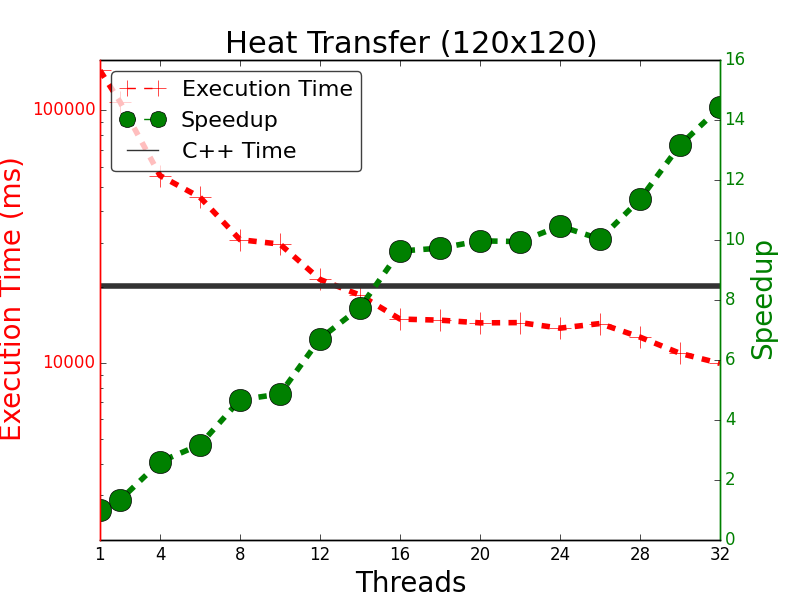 Heat Transfer (120x120)
Execution Time
Speedup
C++ Time
Execution Time (ms)
100000
10000
16
14
12
10
8
6
4
2
0
Speedup
1 4 8 12 16 20 24 28 32
Threads